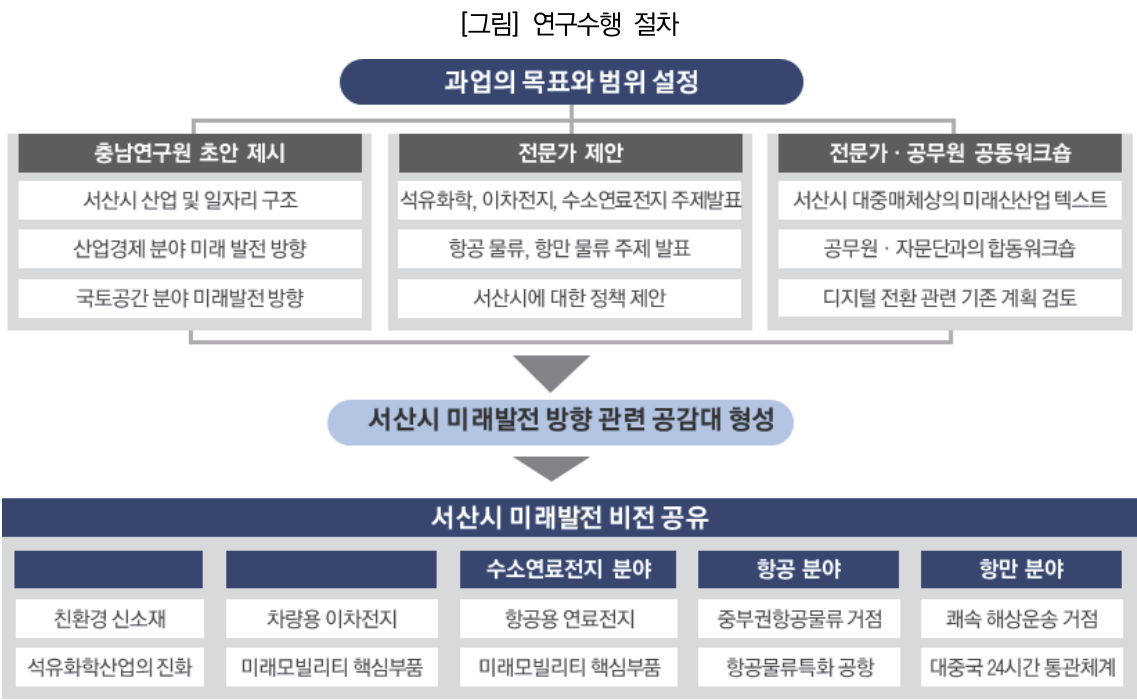 [그림] 연구수행 절차
과업의 목표와 범위 설정
충남연구원 초안 제시
서산시 산업 및 일자리 구조
산업경제 분야 미래 발전 방향
국토공간 분야 미래발전 방향
전문가 제안
석유화학, 이차전지, 수소연료전지 주제발표
항공 물류, 항만 물류 주제 발표
서산시에 대한 정책 제안
전문가 · 공무원 공동워크숍
서산시 대중매체상의 미래신산업 텍스트
공무원 · 자문단과의 합동워크숍
디지털 전환 관련 기존 계획 검토
서산시 미래발전 방향 관련 공감대 형성
서산시 미래발전 비전 공유
친환경 신소재
석유화학산업의 진화
차량용 이차전지
미래모빌리티 핵심부품
수소연료전지 분야
항공용 연료전지
미래모빌리티 핵심부품
항공 분야
중부권항공물류 거점
항공물류특화 공항
항만 분야
쾌속 해상운송 거점
대중국 24시간 통관체계